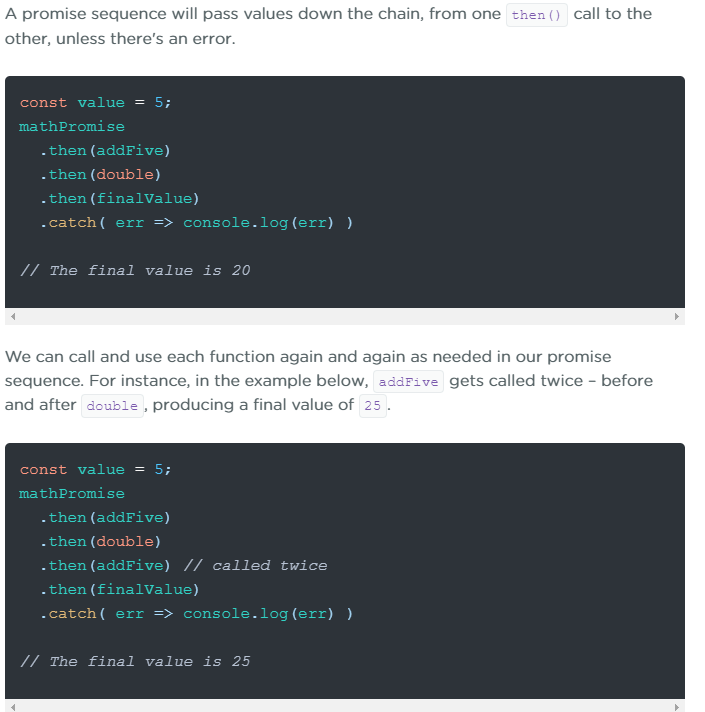 A promise sequence will pass values down the chain, from one then() call to the
other, unless there's an error.
const value = 5;
mathPromise
  .then(addFive)
  .then(double)
  .then(finalValue)
  .catch( err => console.log(err) )
// The final value is 20
We can call and use each function again and again as needed in our promise
sequence. For instance, in the example below, addFive gets called twice – before
and after double, producing a final value of 25.
const value = 5;
mathPromise
  .then(addFive)
  .then(double)
  .then(addFive) // called twice
  .then(finalValue)
  .catch( err => console.log(err) )
// The final value is 25